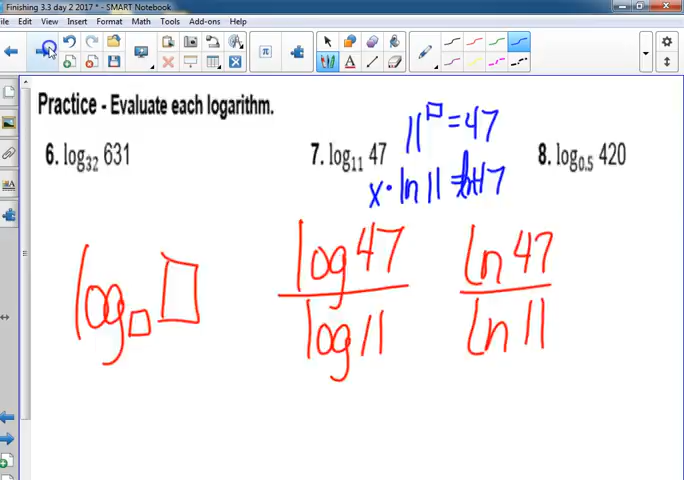 Finishing 3.3 day 2 2017 * - SMART Notebook
File Edit View Insert Format Math Tools Add-ons Help
Practice - Evaluate each logarithm.
6. log₃₂ 631
7. log₁₁ 47
8. log₀.₅ 420
11^□ = 47
x · ln 11 = ln 47
log□ □
log 47
log 11
ln 47
ln 11